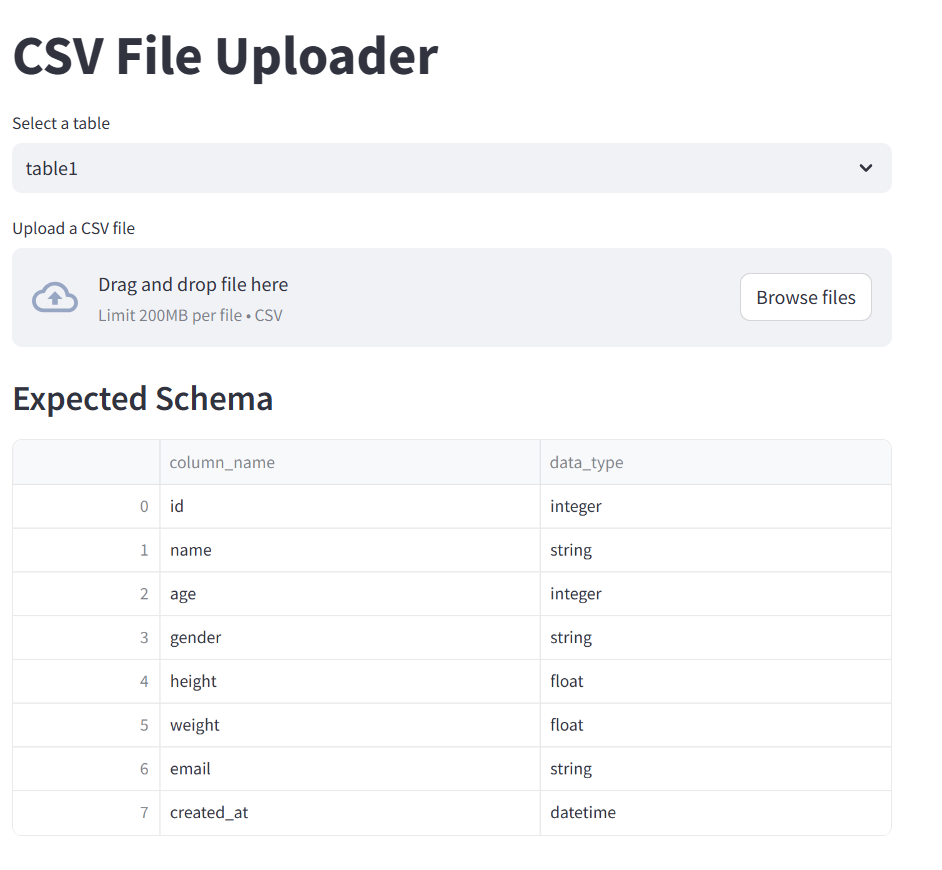 CSV File Uploader
Select a table
table1
Upload a CSV file
Drag and drop file here
Limit 200MB per file • CSV
Browse files
Expected Schema
column_name data_type
0 id integer
1 name string
2 age integer
3 gender string
4 height float
5 weight float
6 email string
7 created_at datetime